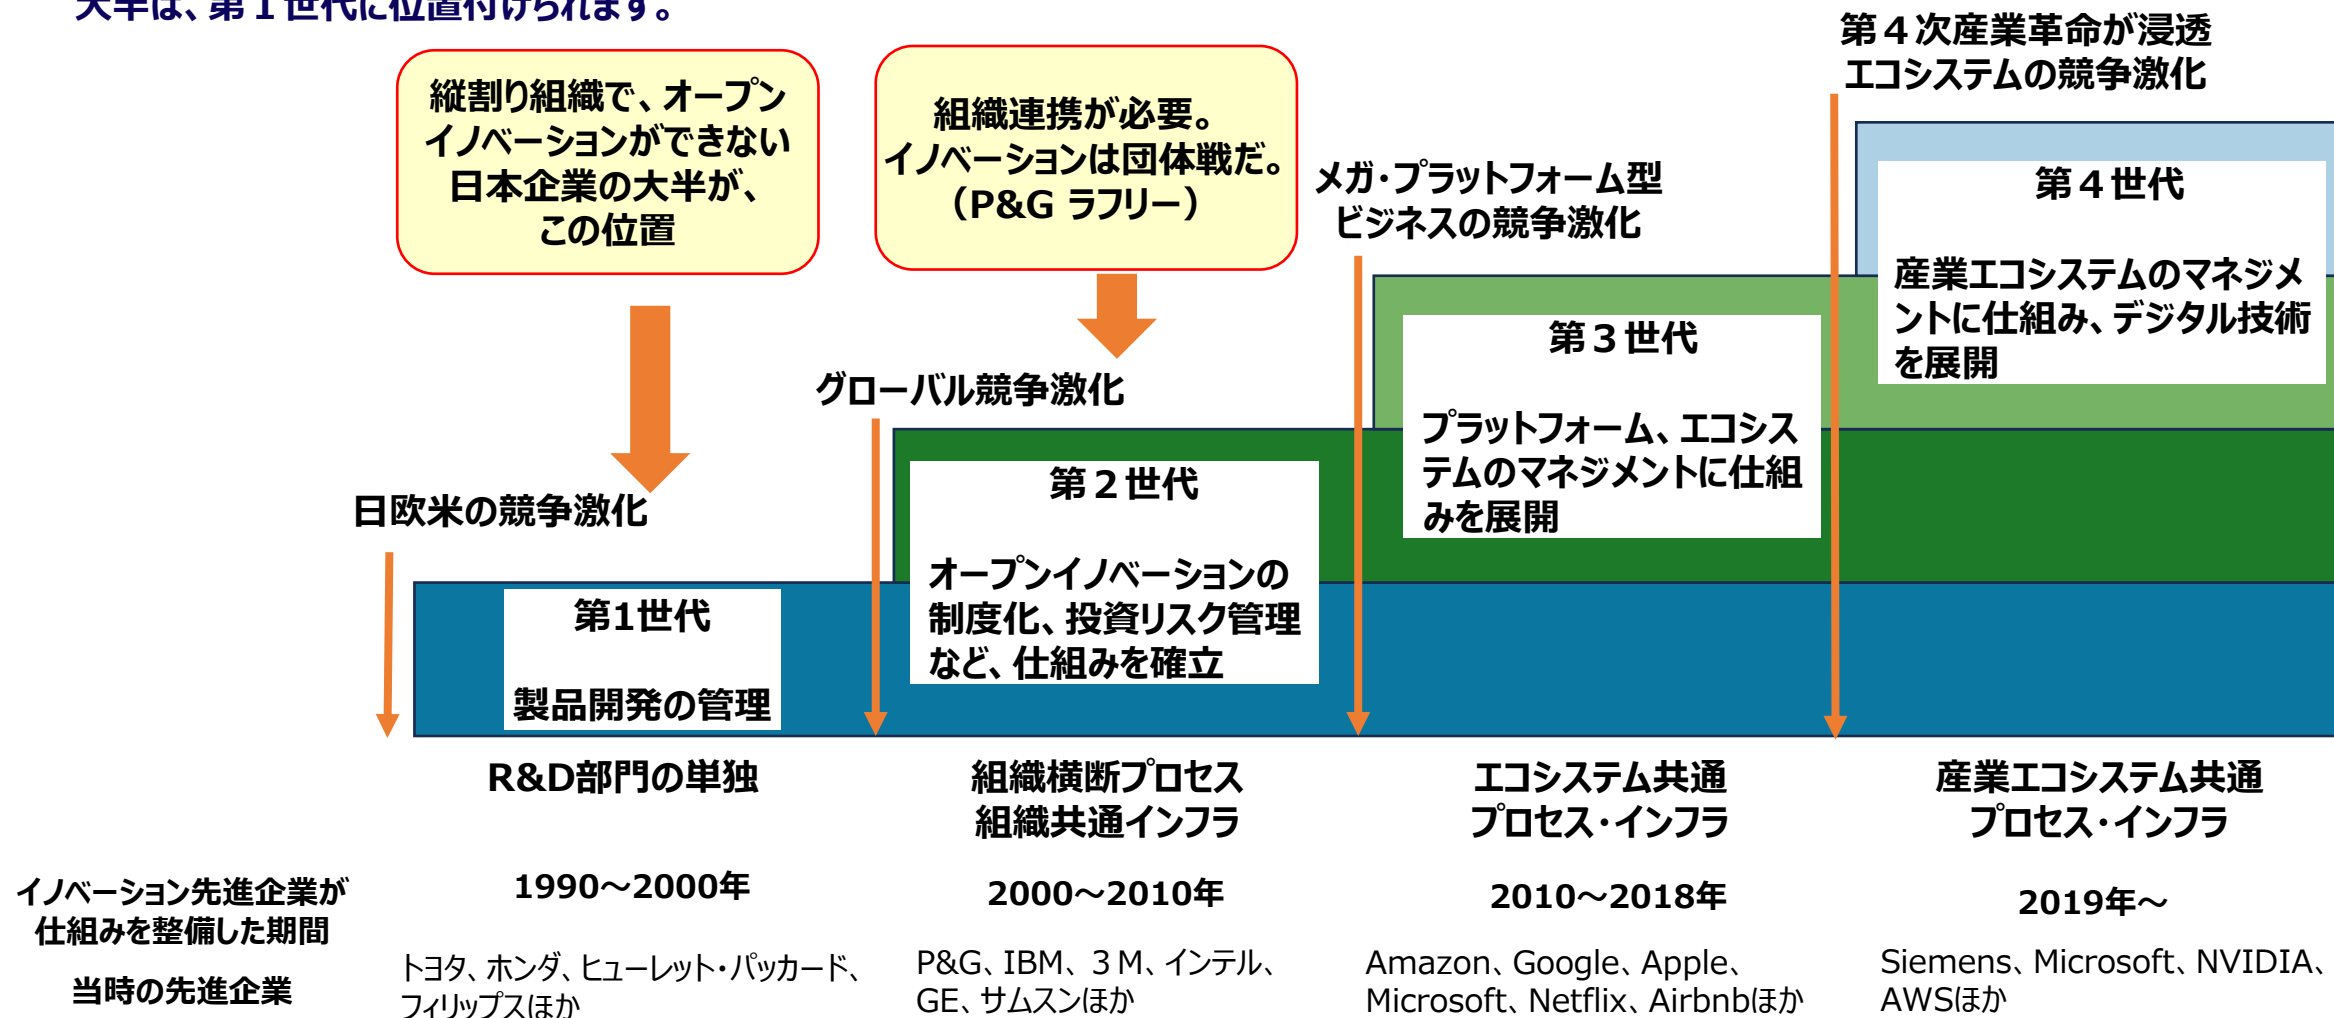 大半は、第１世代に位置付けられます。
第４次産業革命が浸透
エコシステムの競争激化
縦割り組織で、オープン
イノベーションができない
日本企業の大半が、
この位置
組織連携が必要。
イノベーションは団体戦だ。
（P&G ラフリー）
メガ・プラットフォーム型
ビジネスの競争激化
第４世代
産業エコシステムのマネジメ
ントに仕組み、デジタル技術
を展開
第３世代
プラットフォーム、エコシス
テムのマネジメントに仕組
みを展開
グローバル競争激化
第２世代
オープンイノベーションの
制度化、投資リスク管理
など、仕組みを確立
日欧米の競争激化
第1世代
製品開発の管理
R&D部門の単独
組織横断プロセス
組織共通インフラ
エコシステム共通
プロセス・インフラ
産業エコシステム共通
プロセス・インフラ
イノベーション先進企業が
仕組みを整備した期間
1990～2000年
2000～2010年
2010～2018年
2019年～
当時の先進企業
トヨタ、ホンダ、ヒューレット・パッカード、
フィリップスほか
P&G、IBM、３M、インテル、
GE、サムスンほか
Amazon、Google、Apple、
Microsoft、Netflix、Airbnbほか
Siemens、Microsoft、NVIDIA、
AWSほか